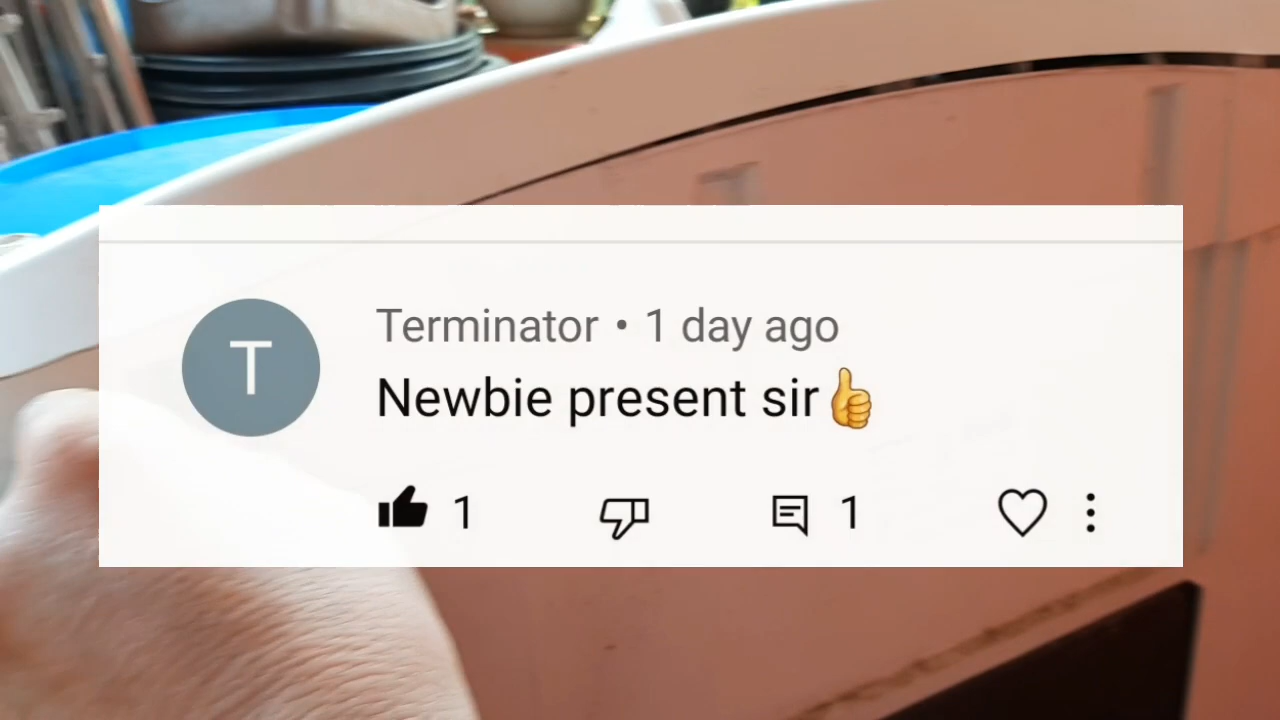 T
Terminator • 1 day ago
Newbie present sir👍
1
1